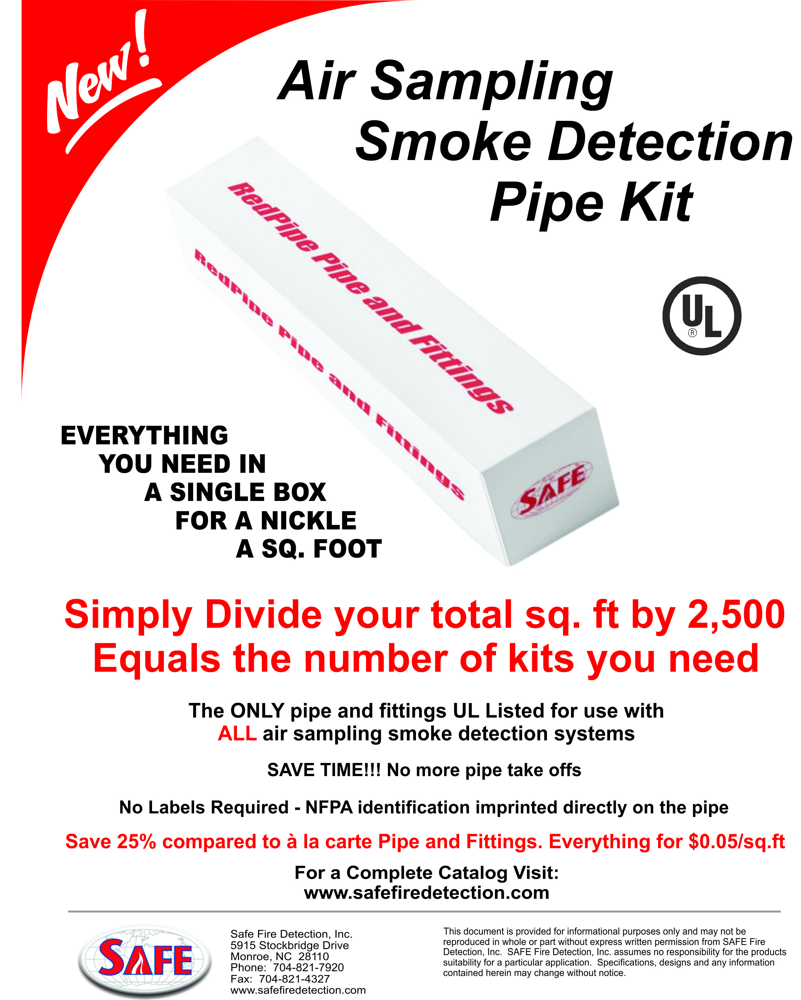 New!
Air Sampling
Smoke Detection
Pipe Kit
RedPipe Pipe and Fittings
RedPipe Pipe and Fittings
SAFE
UL
®
EVERYTHING
YOU NEED IN
A SINGLE BOX
FOR A NICKLE
A SQ. FOOT
Simply Divide your total sq. ft by 2,500
Equals the number of kits you need
The ONLY pipe and fittings UL Listed for use with
ALL air sampling smoke detection systems
SAVE TIME!!! No more pipe take offs
No Labels Required - NFPA identification imprinted directly on the pipe
Save 25% compared to à la carte Pipe and Fittings. Everything for $0.05/sq.ft
For a Complete Catalog Visit:
www.safefiredetection.com
SAFE
Safe Fire Detection, Inc.
5915 Stockbridge Drive
Monroe, NC  28110
Phone:  704-821-7920
Fax:  704-821-4327
www.safefiredetection.com
This document is provided for informational purposes only and may not be
reproduced in whole or part without express written permission from SAFE Fire
Detection, Inc.  SAFE Fire Detection, Inc. assumes no responsibility for the products
suitability for a particular application.  Specifications, designs and any information
contained herein may change without notice.